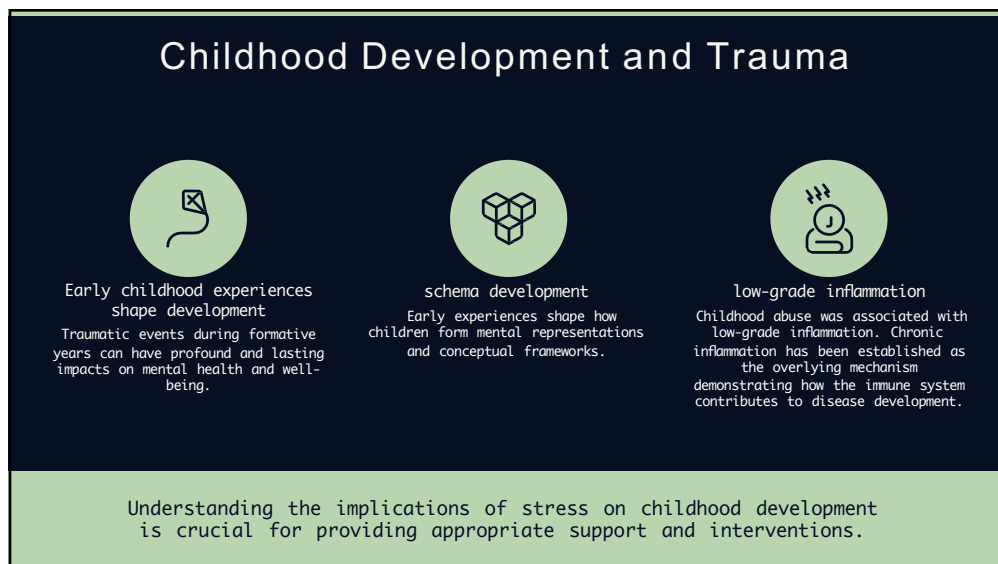 Childhood Development and Trauma
Early childhood experiences
shape development
Traumatic events during formative
years can have profound and lasting
impacts on mental health and well-
being.
schema development
Early experiences shape how
children form mental representations
and conceptual frameworks.
low-grade inflammation
Childhood abuse was associated with
low-grade inflammation. Chronic
inflammation has been established as
the overlying mechanism
demonstrating how the immune system
contributes to disease development.
Understanding the implications of stress on childhood development
is crucial for providing appropriate support and interventions.